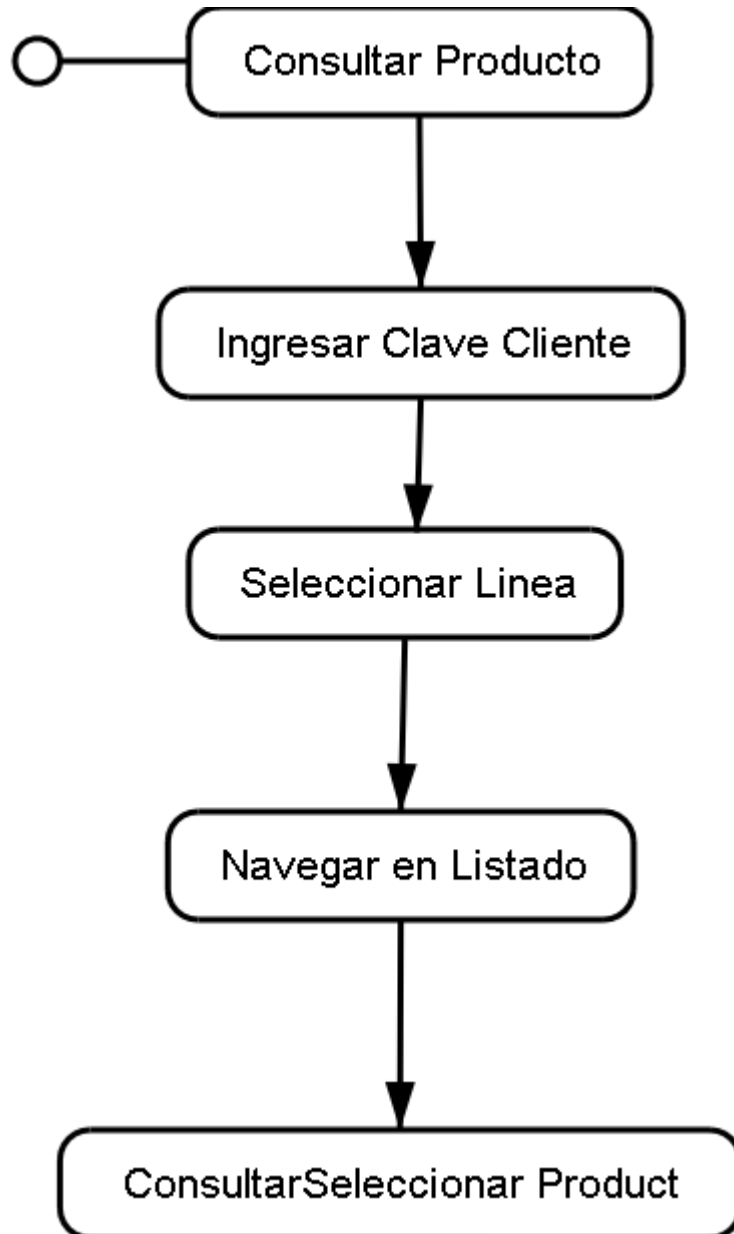 Consultar Producto
Ingresar Clave Cliente
Seleccionar Linea
Navegar en Listado
ConsultarSeleccionar Product